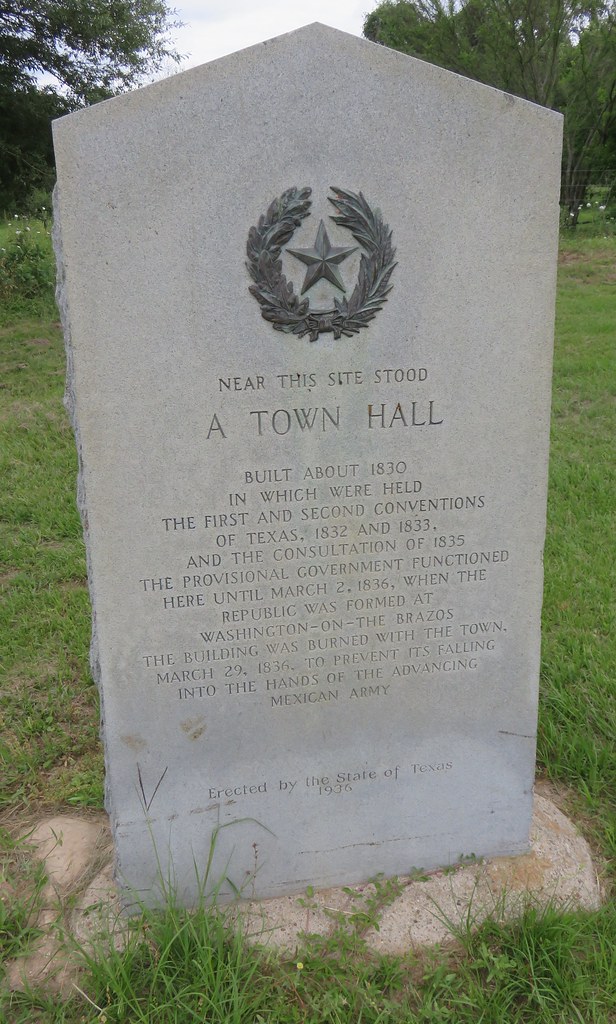 NEAR THIS SITE STOOD
A TOWN HALL
BUILT ABOUT 1830
IN WHICH WERE HELD
THE FIRST AND SECOND CONVENTIONS
OF TEXAS, 1832 AND 1833,
AND THE CONSULTATION OF 1835
THE PROVISIONAL GOVERNMENT FUNCTIONED
HERE UNTIL MARCH 2, 1836, WHEN THE
REPUBLIC WAS FORMED AT
WASHINGTON-ON-THE BRAZOS
THE BUILDING WAS BURNED WITH THE TOWN,
MARCH 29, 1836, TO PREVENT ITS FALLING
INTO THE HANDS OF THE ADVANCING
MEXICAN ARMY
Erected by the State of Texas
1936